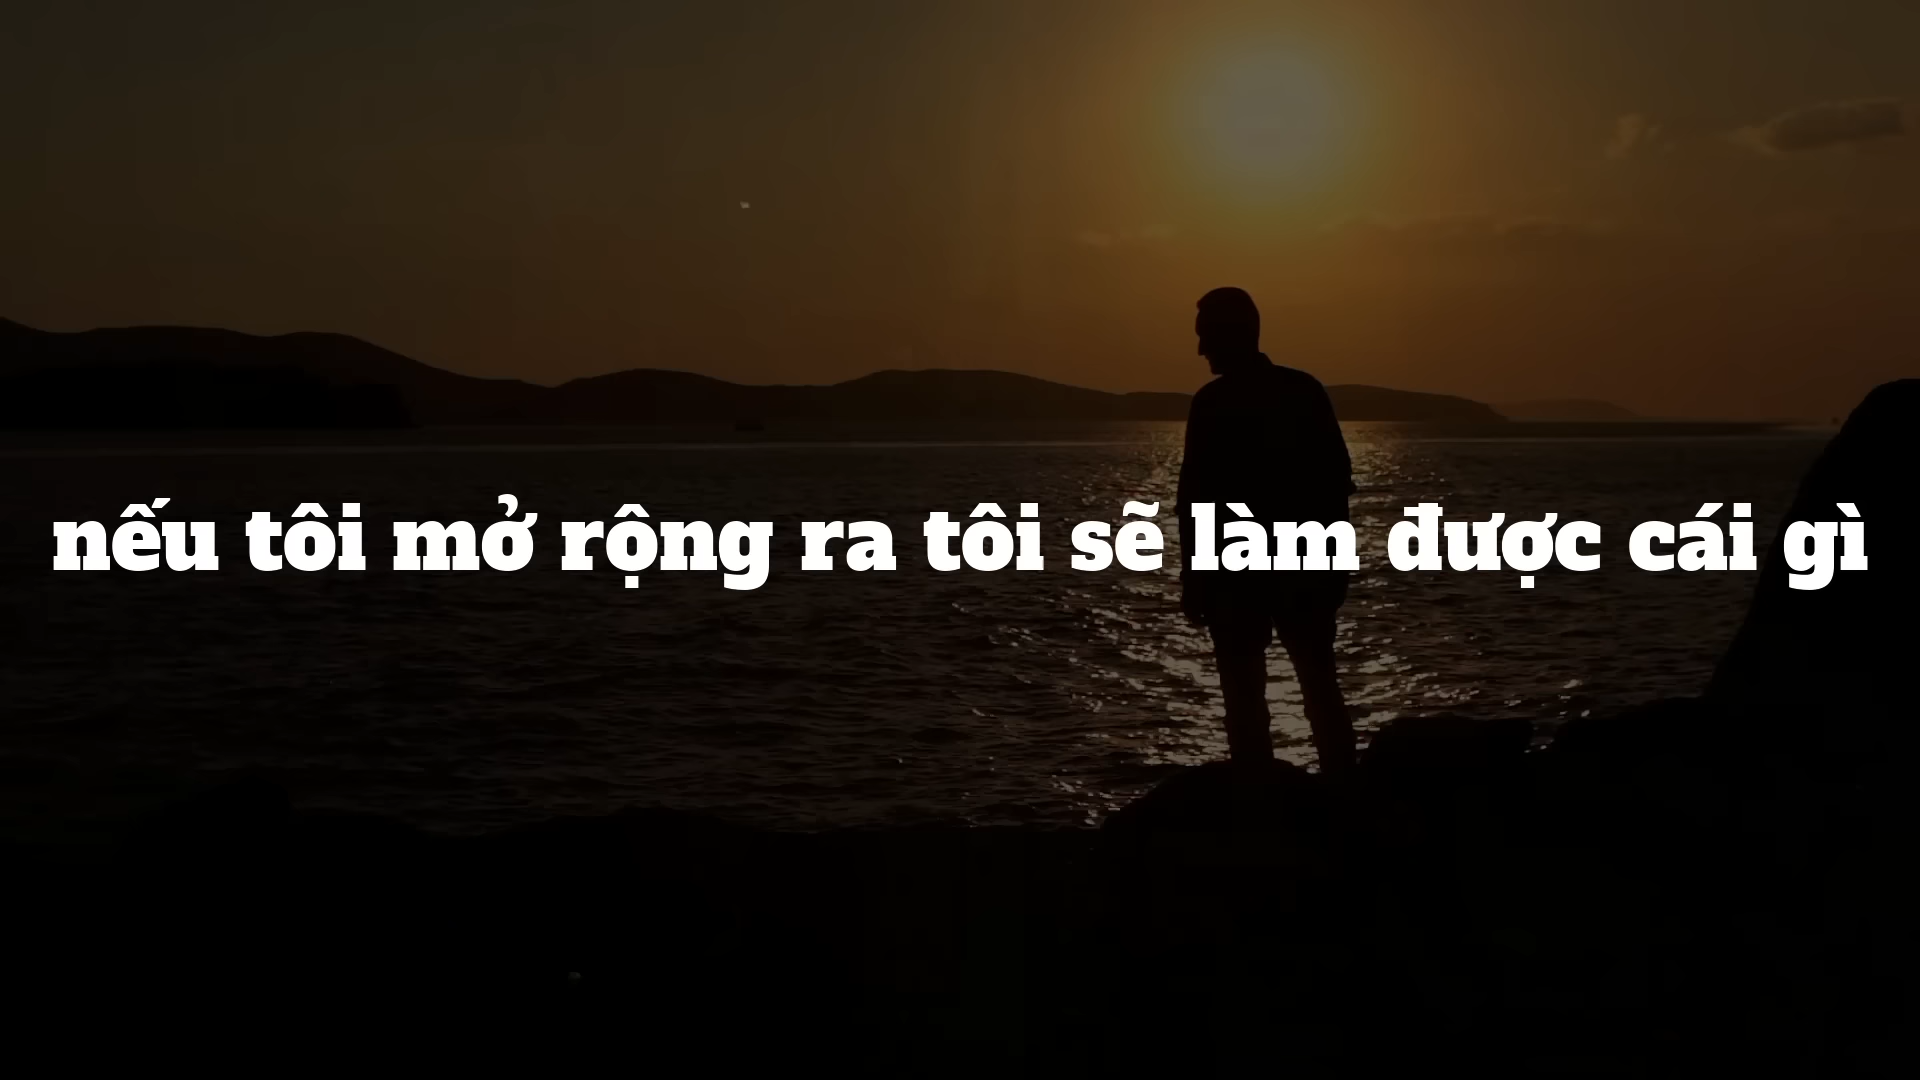 nếu tôi mở rộng ra tôi sẽ làm được cái gì